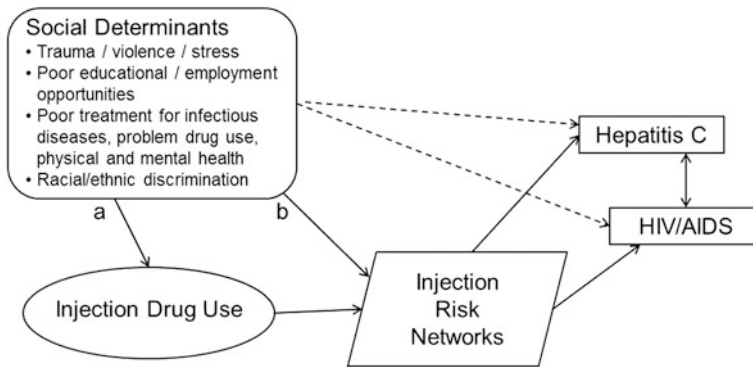 Social Determinants
• Trauma / violence / stress
• Poor educational / employment
opportunities
• Poor treatment for infectious
diseases, problem drug use,
physical and mental health
• Racial/ethnic discrimination
a
b
Hepatitis C
HIV/AIDS
Injection Drug Use
Injection
Risk
Networks